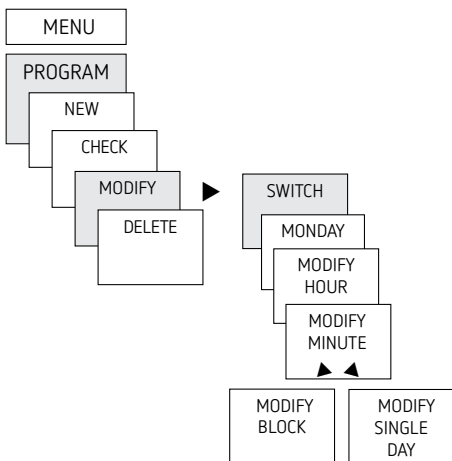 MENU
PROGRAM
NEW
CHECK
MODIFY
DELETE
SWITCH
MONDAY
MODIFY
HOUR
MODIFY
MINUTE
MODIFY
BLOCK
MODIFY
SINGLE
DAY